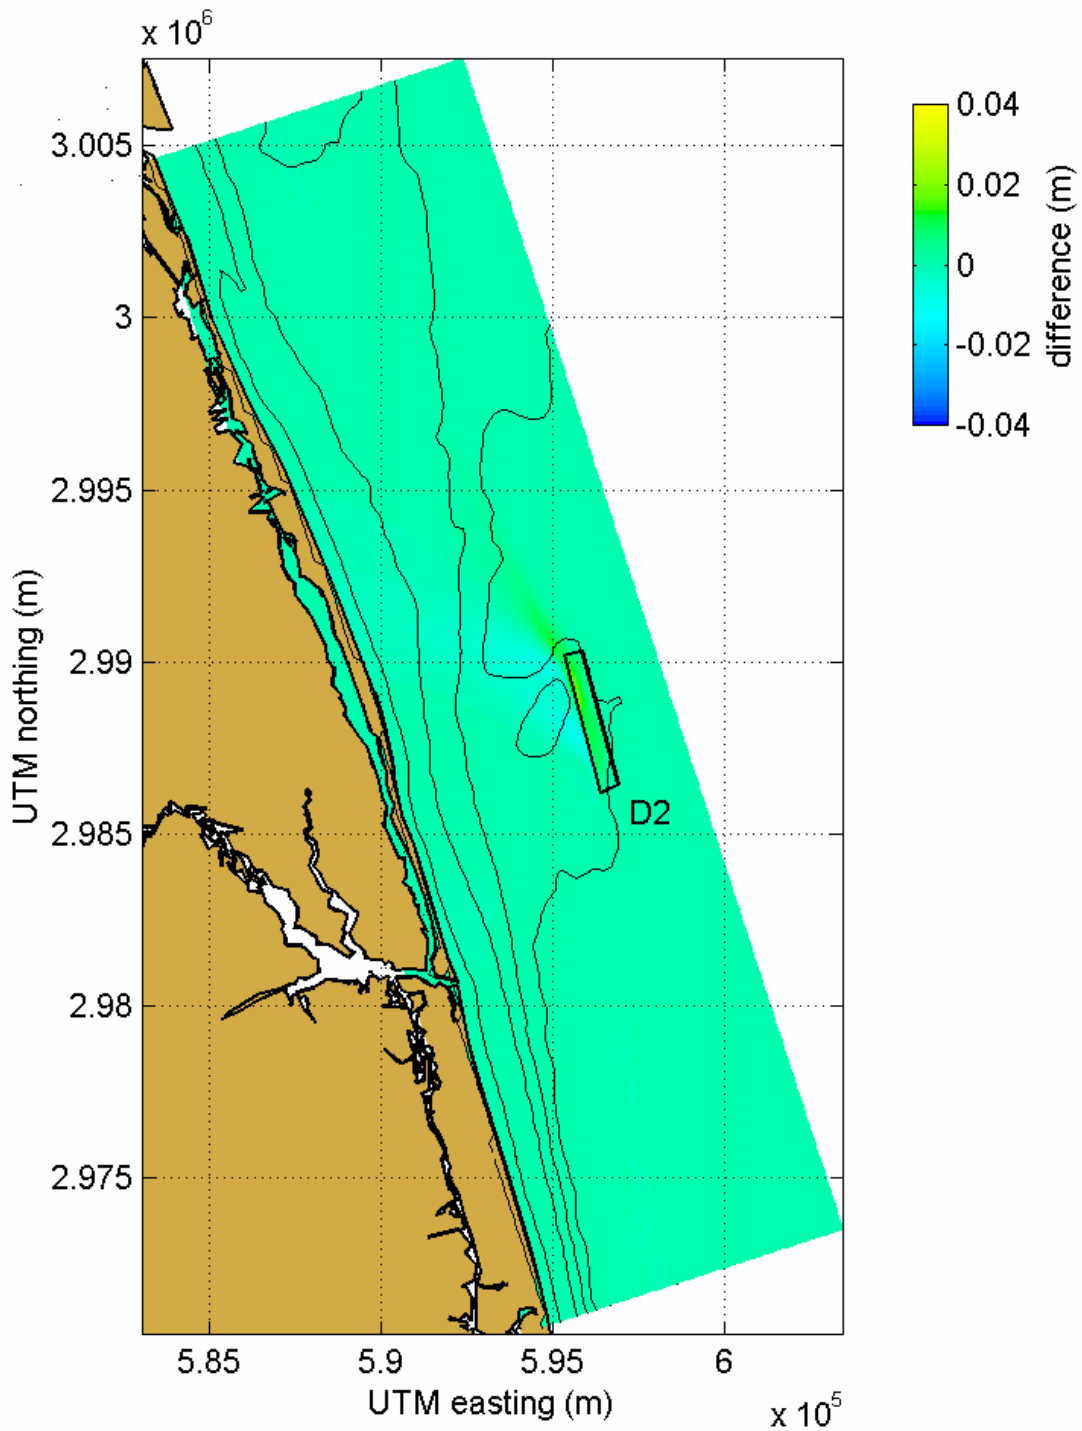 x 10^6
3.005
3
2.995
2.99
2.985
2.98
2.975
UTM northing (m)
5.85 5.9 5.95 6
UTM easting (m)
x 10^5
D2
0.04
0.02
0
-0.02
-0.04
difference (m)